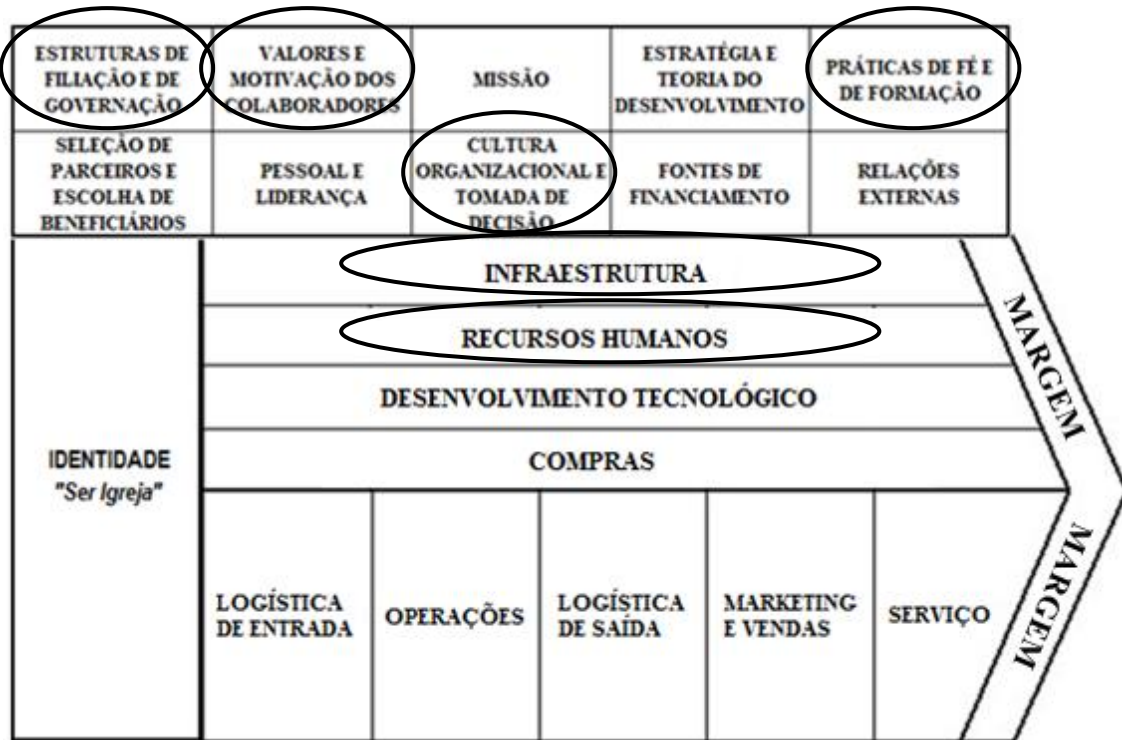 ESTRUTURAS DE
FILIAÇÃO E DE
GOVERNAÇÃO
VALORES E
MOTIVAÇÃO DOS
COLABORADORES
MISSÃO
ESTRATÉGIA E
TEORIA DO
DESENVOLVIMENTO
PRÁTICAS DE FÉ E
DE FORMAÇÃO
SELEÇÃO DE
PARCEIROS E
ESCOLHA DE
BENEFICIÁRIOS
PESSOAL E
LIDERANÇA
CULTURA
ORGANIZACIONAL E
TOMADA DE
DECISÃO
FONTES DE
FINANCIAMENTO
RELAÇÕES
EXTERNAS
IDENTIDADE
"Ser Igreja"
INFRAESTRUTURA
RECURSOS HUMANOS
DESENVOLVIMENTO TECNOLÓGICO
COMPRAS
LOGÍSTICA
DE ENTRADA
OPERAÇÕES
LOGÍSTICA
DE SAÍDA
MARKETING
E VENDAS
SERVIÇO
MARGEM
MARGEM